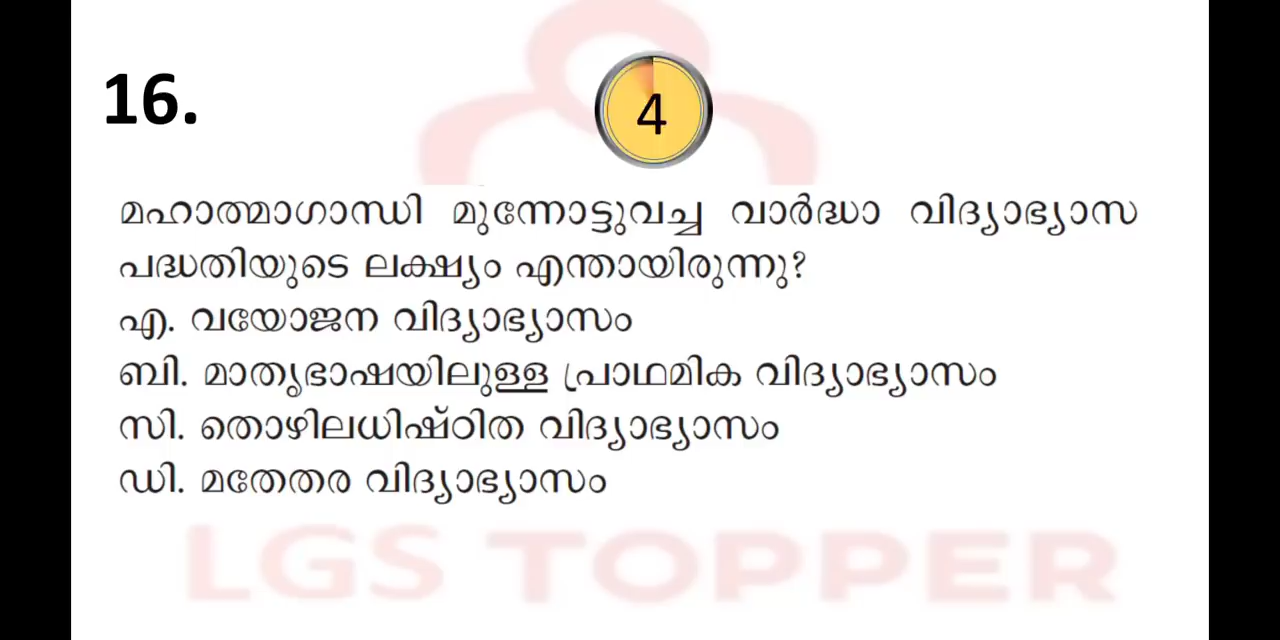 16.
4
മഹാത്മാഗാന്ധി മുന്നോട്ടുവച്ച വാർദ്ധാ വിദ്യാഭ്യാസ
പദ്ധതിയുടെ ലക്ഷ്യം എന്തായിരുന്നു?
എ. വയോജന വിദ്യാഭ്യാസം
ബി. മാതൃഭാഷയിലുള്ള പ്രാഥമിക വിദ്യാഭ്യാസം
സി. തൊഴിലധിഷ്ഠിത വിദ്യാഭ്യാസം
ഡി. മതേതര വിദ്യാഭ്യാസം
LGS TOPPER